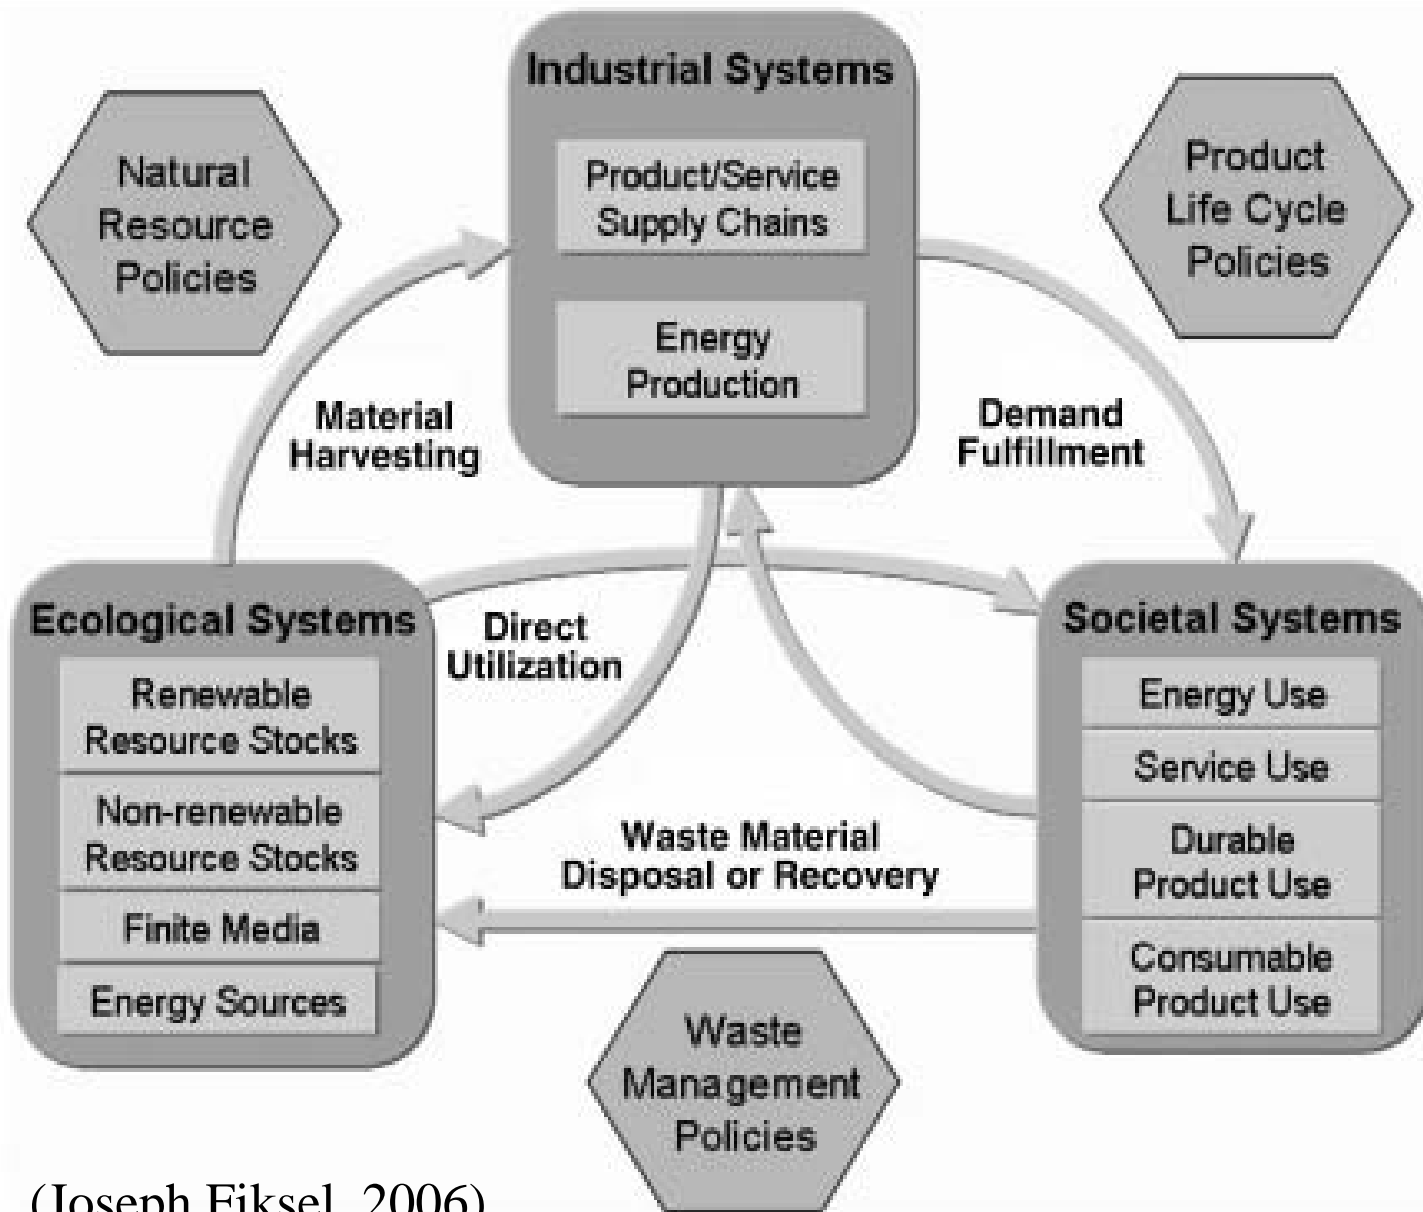 Industrial Systems
Product/Service
Supply Chains
Energy
Production
Natural
Resource
Policies
Product
Life Cycle
Policies
Material
Harvesting
Demand
Fulfillment
Ecological Systems
Renewable
Resource Stocks
Non-renewable
Resource Stocks
Finite Media
Energy Sources
Direct
Utilization
Societal Systems
Energy Use
Service Use
Durable
Product Use
Consumable
Product Use
Waste Material
Disposal or Recovery
Waste
Management
Policies
(Joseph Fiksel, 2006)